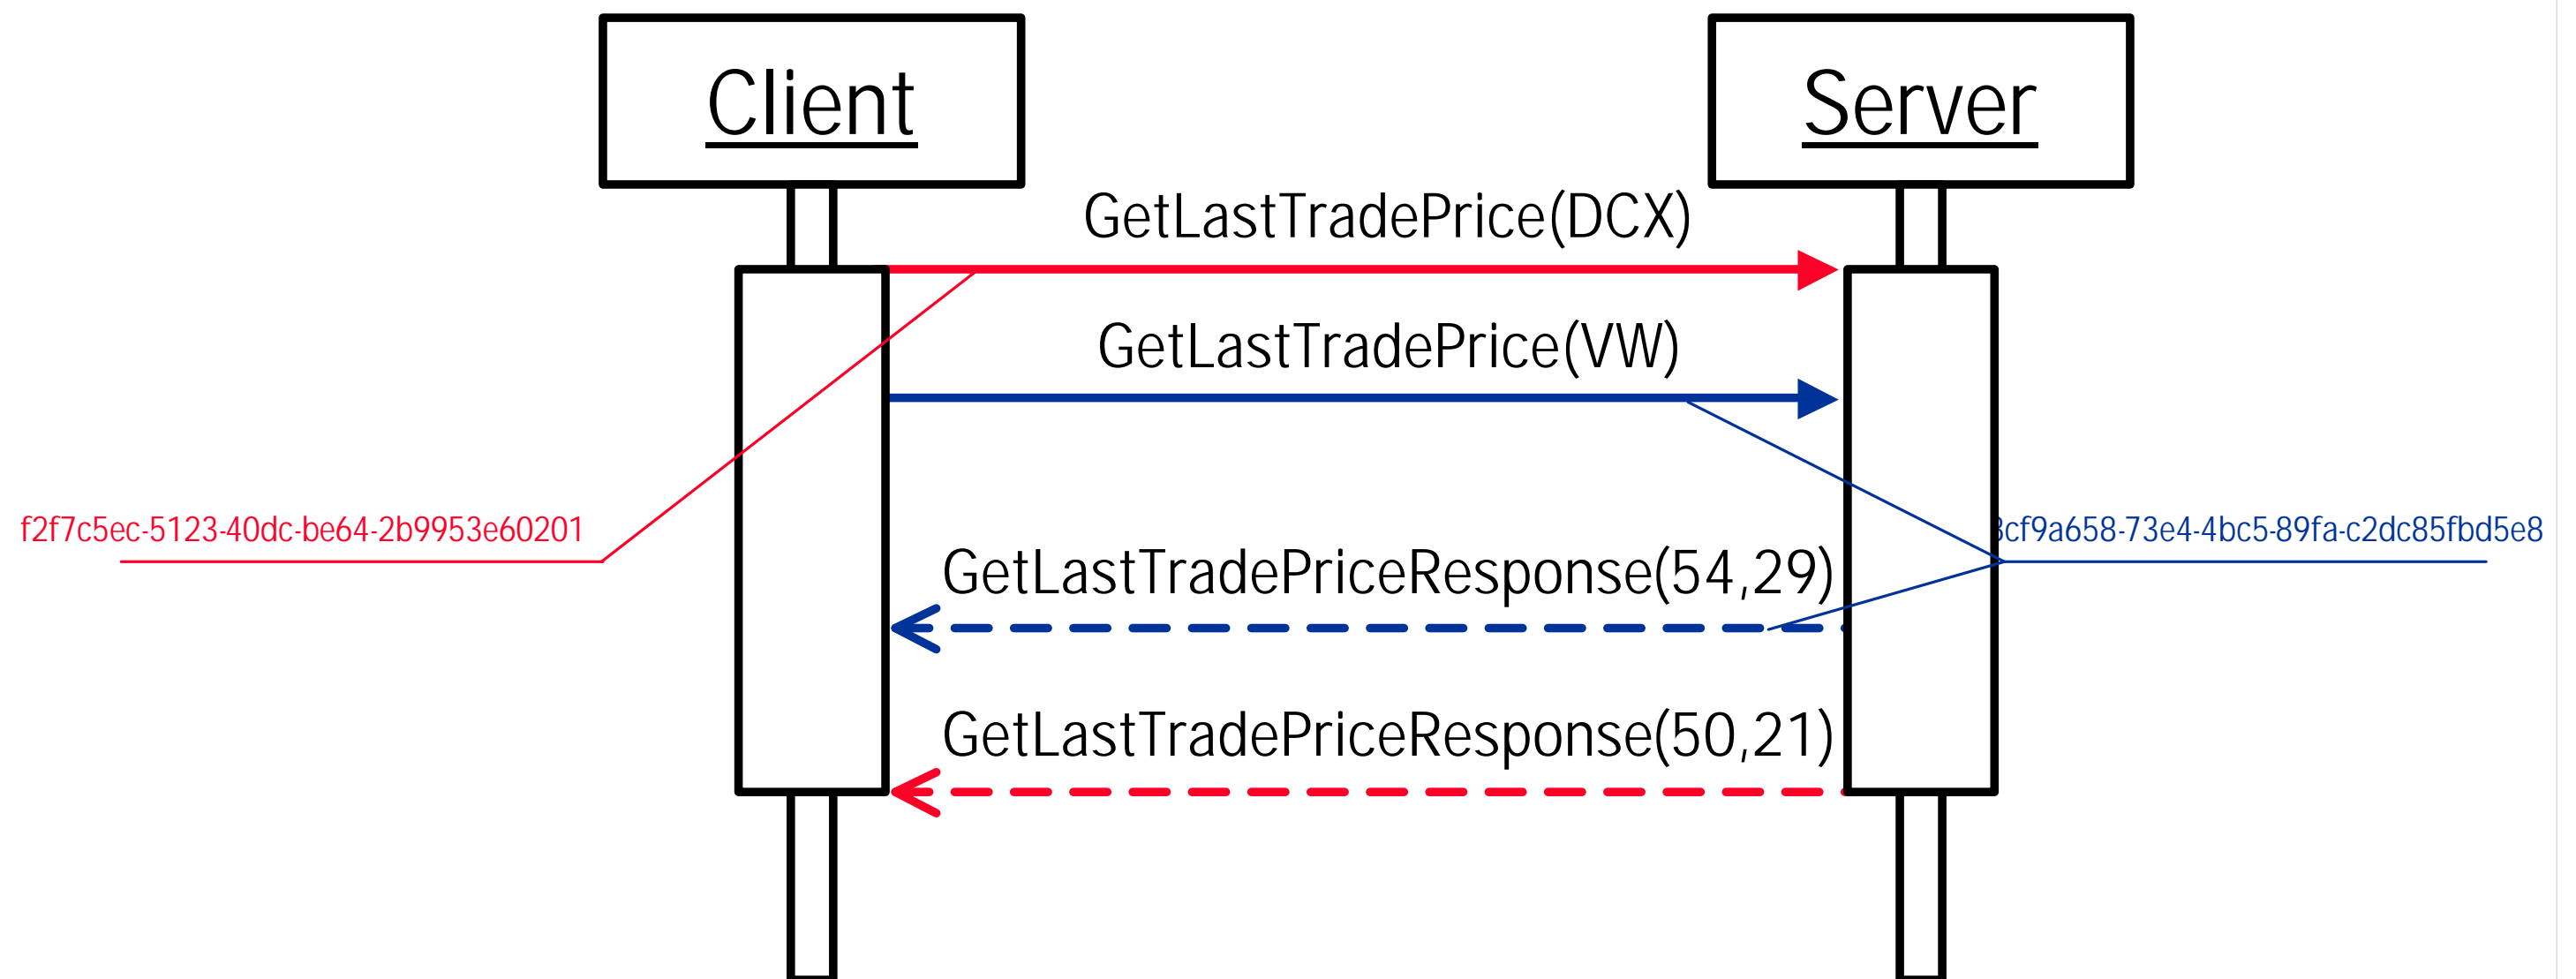 Client
Server
GetLastTradePrice(DCX)
GetLastTradePrice(VW)
f2f7c5ec-5123-40dc-be64-2b9953e60201
8cf9a658-73e4-4bc5-89fa-c2dc85fbd5e8
GetLastTradePriceResponse(54,29)
GetLastTradePriceResponse(50,21)